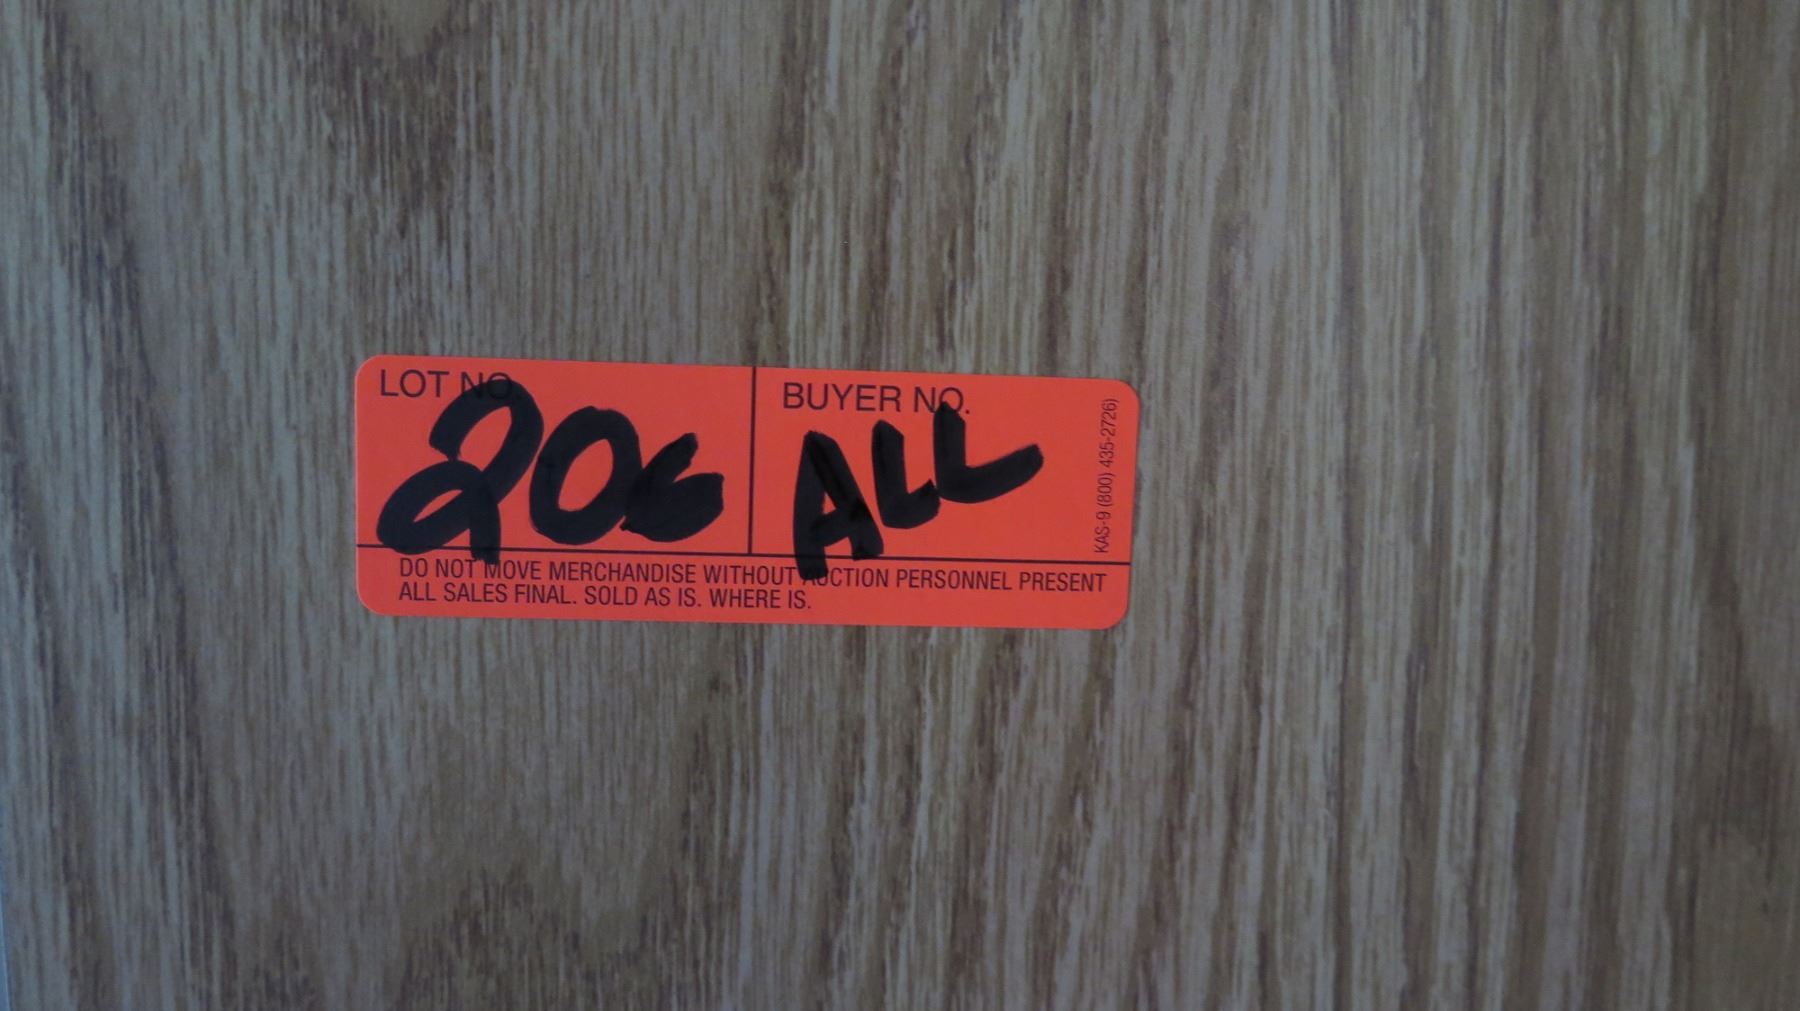 LOT NO.
206
BUYER NO.
ALL
KAS-9 (800) 435-2726)
DO NOT MOVE MERCHANDISE WITHOUT AUCTION PERSONNEL PRESENT
ALL SALES FINAL. SOLD AS IS. WHERE IS.